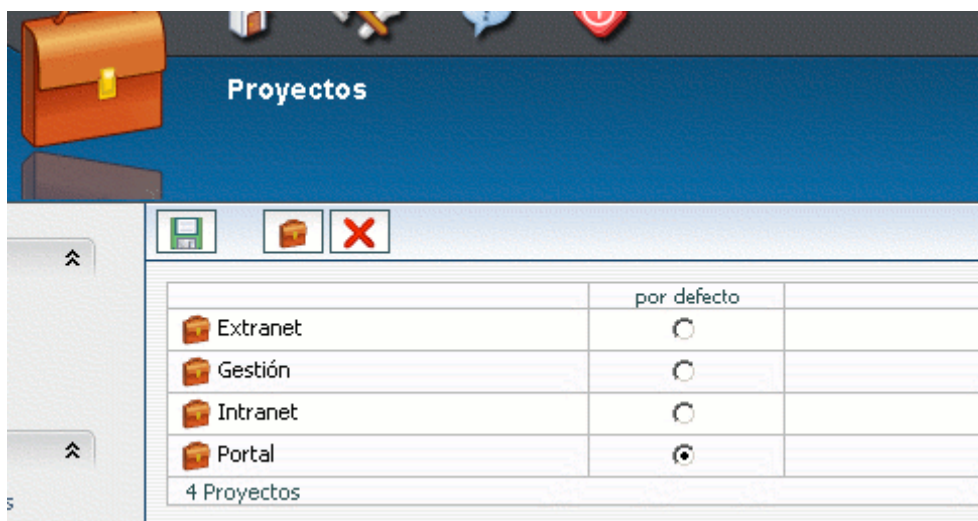 Proyectos
por defecto
Extranet
Gestión
Intranet
Portal
4 Proyectos
s